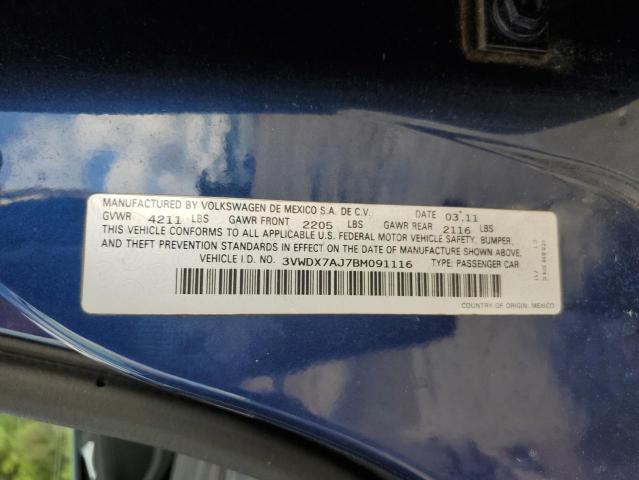 MANUFACTURED BY VOLKSWAGEN DE MEXICO S.A. DE C.V. DATE 03.11
GVWR 4211 LBS GAWR FRONT 2205 LBS GAWR REAR 2116 LBS
THIS VEHICLE CONFORMS TO ALL APPLICABLE U.S. FEDERAL MOTOR VEHICLE SAFETY, BUMPER,
AND THEFT PREVENTION STANDARDS IN EFFECT ON THE DATE OF MANUFACTURE SHOWN ABOVE.
VEHICLE I.D. NO. 3VWDX7AJ7BM091116 TYPE: PASSENGER CAR
COUNTRY OF ORIGIN: MEXICO